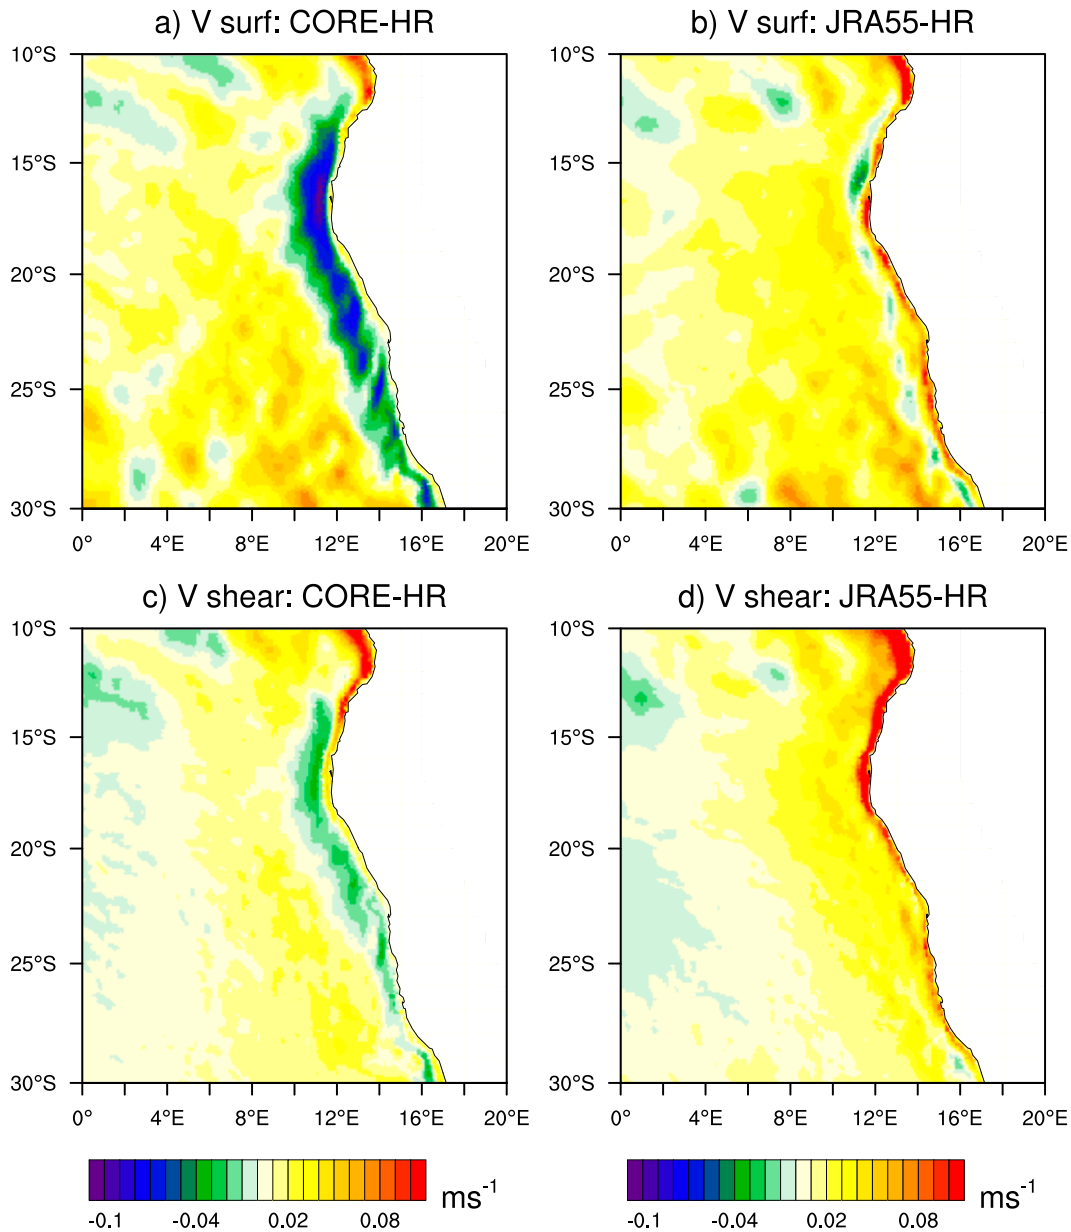 a) V surf: CORE-HR
b) V surf: JRA55-HR
10°S
15°S
20°S
25°S
30°S
0°
4°E
8°E
12°E
16°E
20°E
10°S
15°S
20°S
25°S
30°S
0°
4°E
8°E
12°E
16°E
20°E
c) V shear: CORE-HR
d) V shear: JRA55-HR
10°S
15°S
20°S
25°S
30°S
0°
4°E
8°E
12°E
16°E
20°E
10°S
15°S
20°S
25°S
30°S
0°
4°E
8°E
12°E
16°E
20°E
-0.1 -0.04 0.02 0.08
ms⁻¹
-0.1 -0.04 0.02 0.08
ms⁻¹